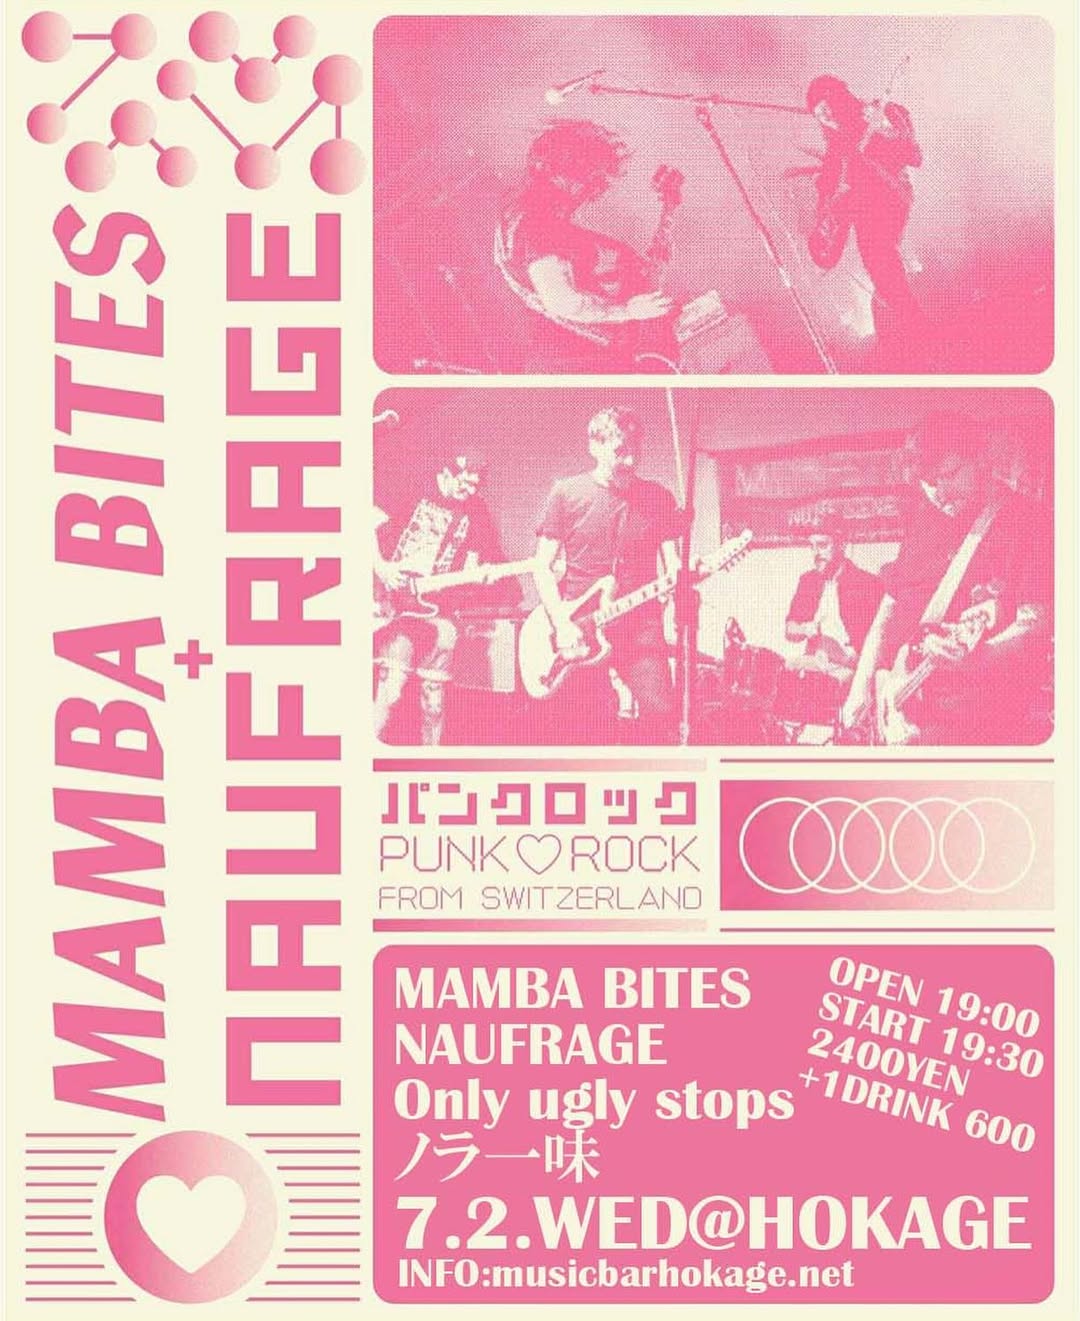 MAMBA BITES
+
NAUFRAGE
パンクロック
PUNK♡ROCK
FROM SWITZERLAND
MAMBA BITES
NAUFRAGE
Only ugly stops
ノラ一味
OPEN 19:00
START 19:30
2400YEN
+1DRINK 600
7.2.WED@HOKAGE
INFO:musicbarhokage.net